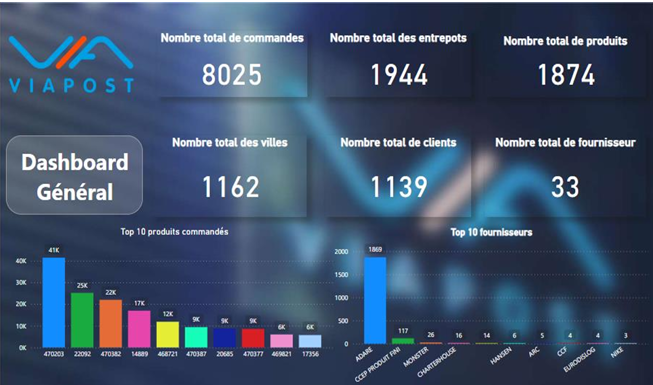 VIAPOST
Nombre total de commandes
8025
Nombre total des entrepots
1944
Nombre total de produits
1874
Dashboard
Général
Nombre total des villes
1162
Nombre total de clients
1139
Nombre total de fournisseur
33
Top 10 produits commandés
40K
30K
20K
10K
0K
41K
25K
22K
17K
12K
9K
9K
9K
6K
6K
470203
22092
470382
14889
468721
470387
20685
470377
469821
17356
Top 10 fournisseurs
2000
1500
1000
500
0
1869
117
26
16
14
6
5
4
4
3
ADARE
CCEP PRODUIT FINI
MONSTER
CHARTERHOUSE
HANSEN
ARC
CCF
EURODISLOG
NIKE